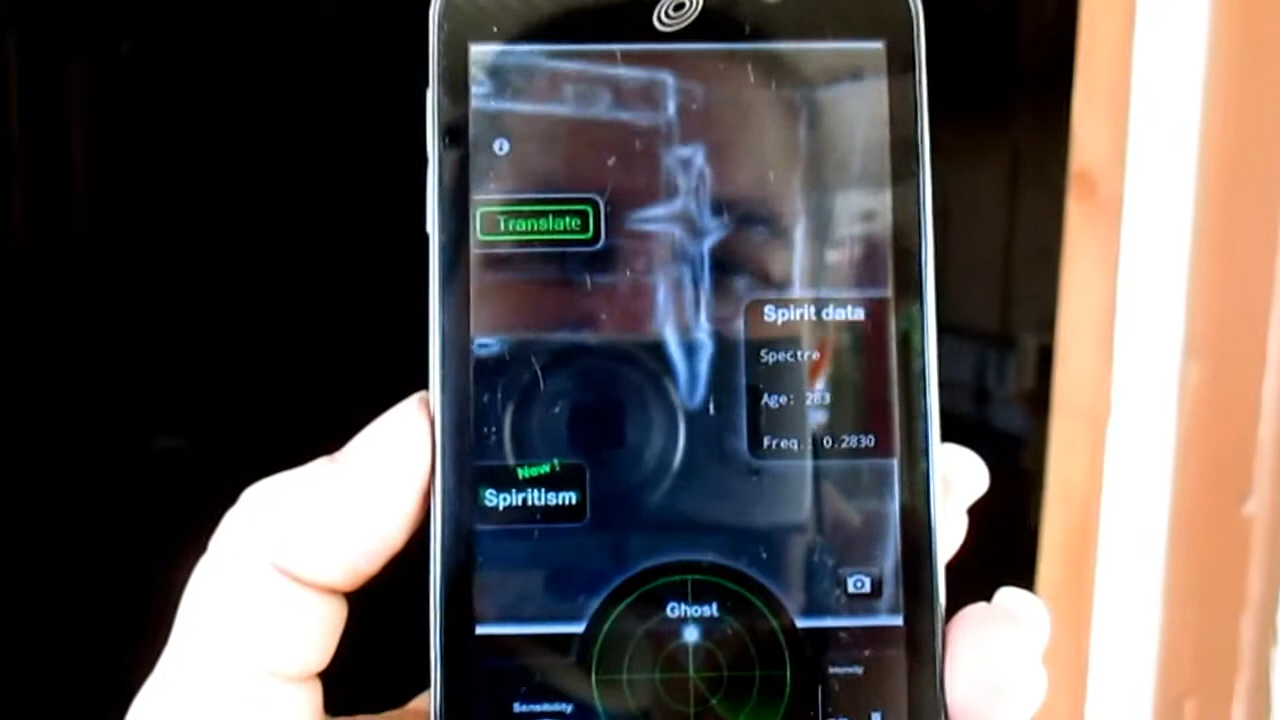 Translate
Spirit data
Spectre
Age: 283
Freq.: 0.2830
New!
Spiritism
Ghost
Intensity
Sensibility